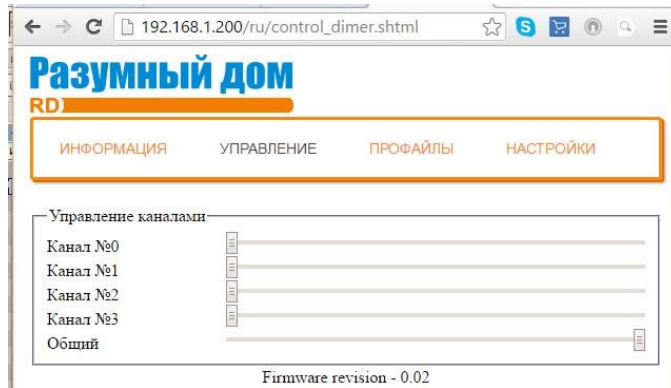 192.168.1.200/ru/control_dimer.shtml
Разумный дом
RD
ИНФОРМАЦИЯ УПРАВЛЕНИЕ ПРОФАЙЛЫ НАСТРОЙКИ
Управление каналами
Канал №0
Канал №1
Канал №2
Канал №3
Общий
Firmware revision - 0.02